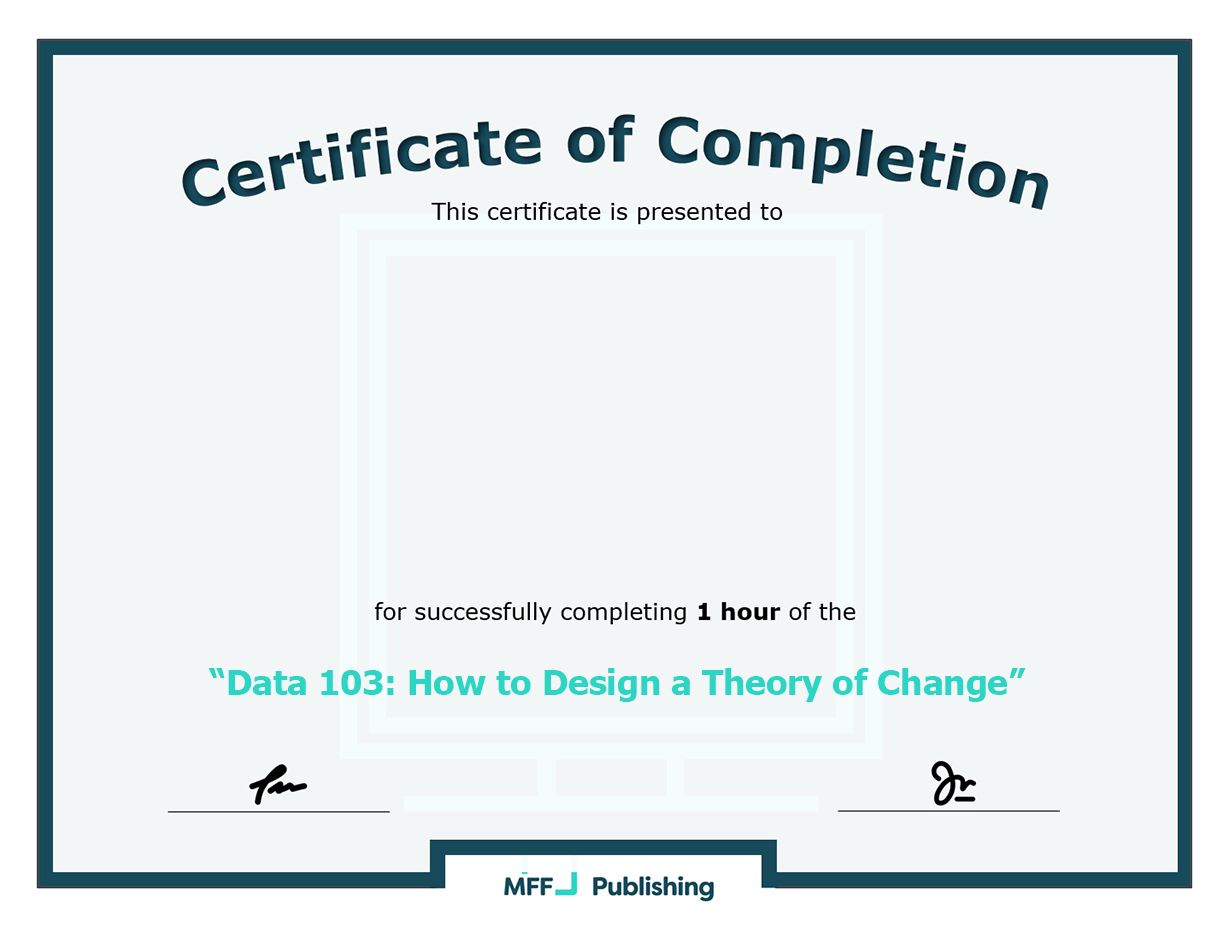 Certificate of Completion
This certificate is presented to
for successfully completing 1 hour of the
“Data 103: How to Design a Theory of Change”
MFF Publishing